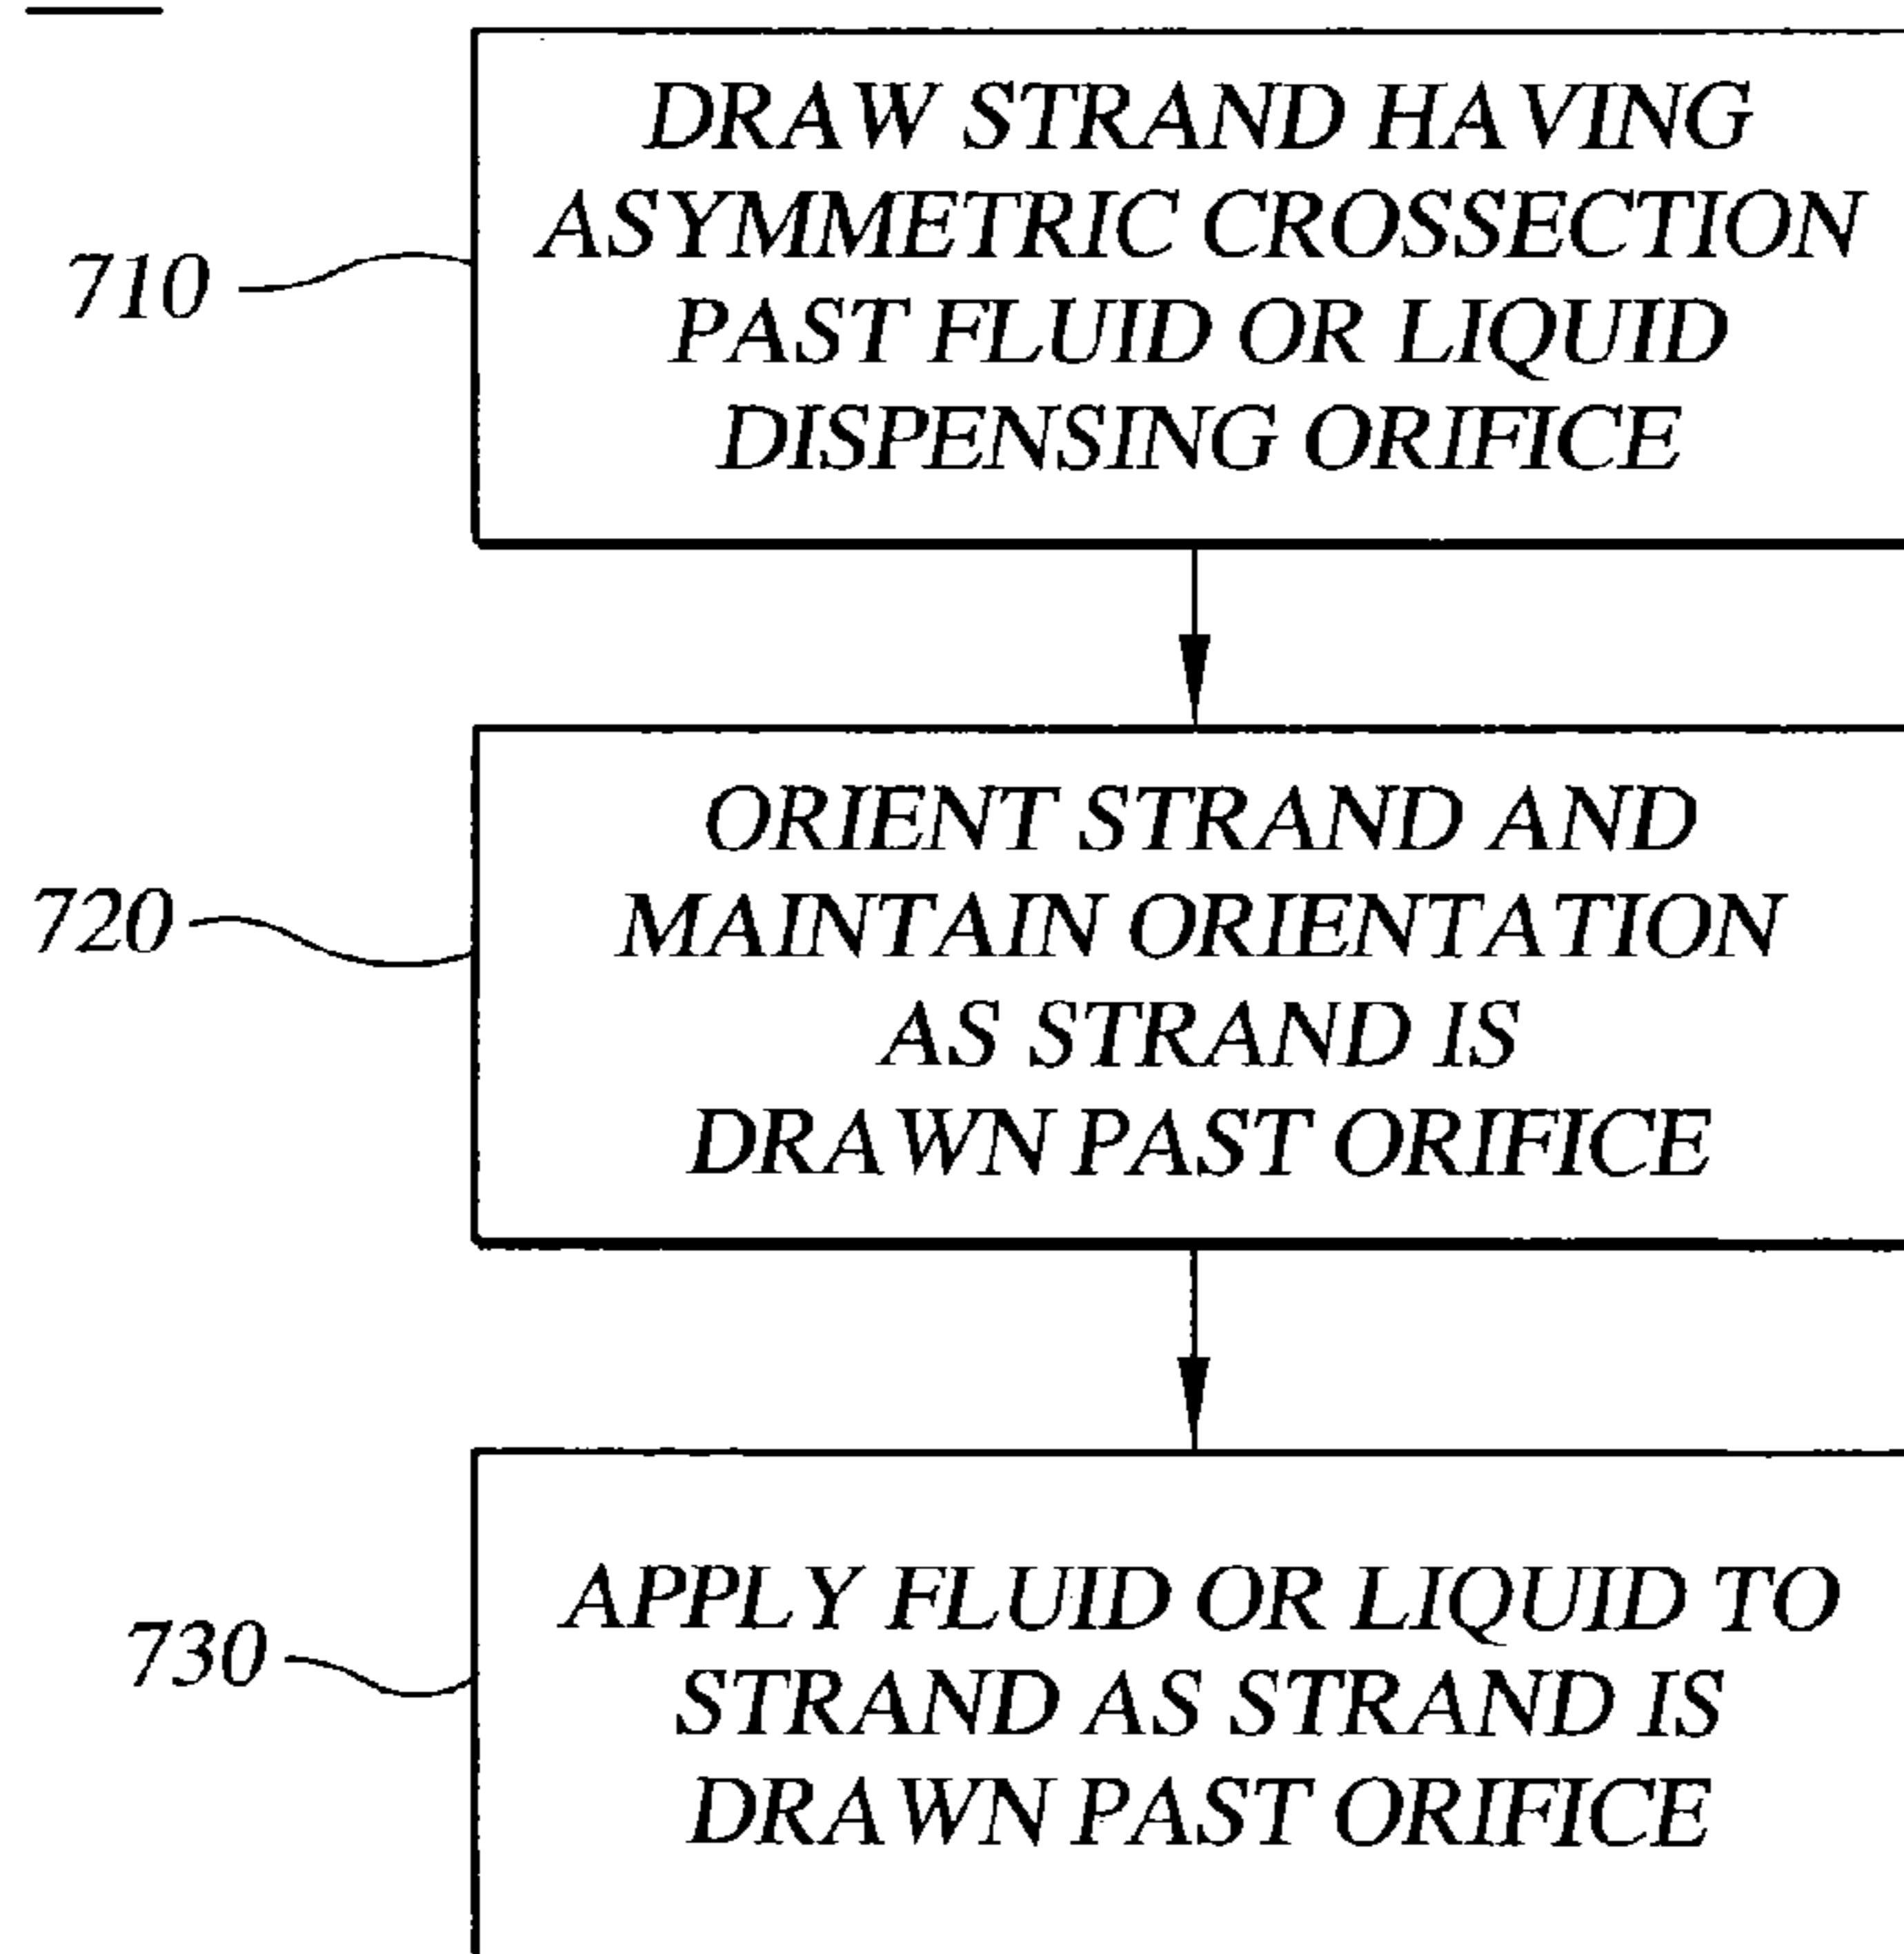 DRAW STRAND HAVING
ASYMMETRIC CROSSECTION
PAST FLUID OR LIQUID
DISPENSING ORIFICE
710
ORIENT STRAND AND
MAINTAIN ORIENTATION
AS STRAND IS
DRAWN PAST ORIFICE
720
APPLY FLUID OR LIQUID TO
STRAND AS STRAND IS
DRAWN PAST ORIFICE
730